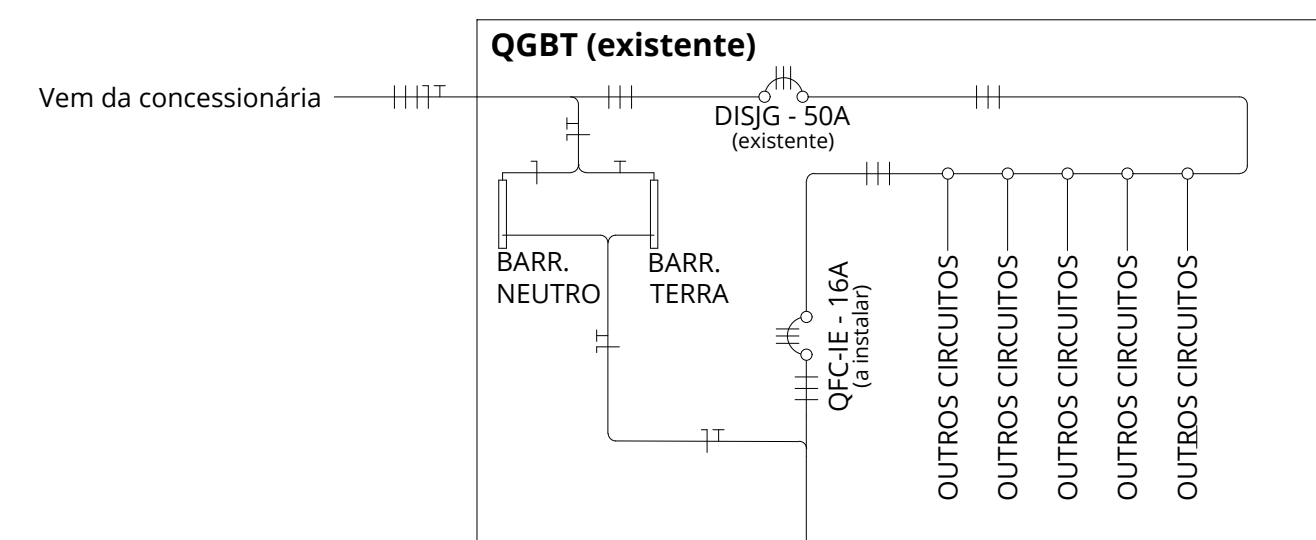 QGBT (existente)
Vem da concessionária
DISJG - 50A
(existente)
BARR.
NEUTRO
BARR.
TERRA
QFC-IE - 16A
(a instalar)
OUTROS CIRCUITOS
OUTROS CIRCUITOS
OUTROS CIRCUITOS
OUTROS CIRCUITOS
OUTROS CIRCUITOS